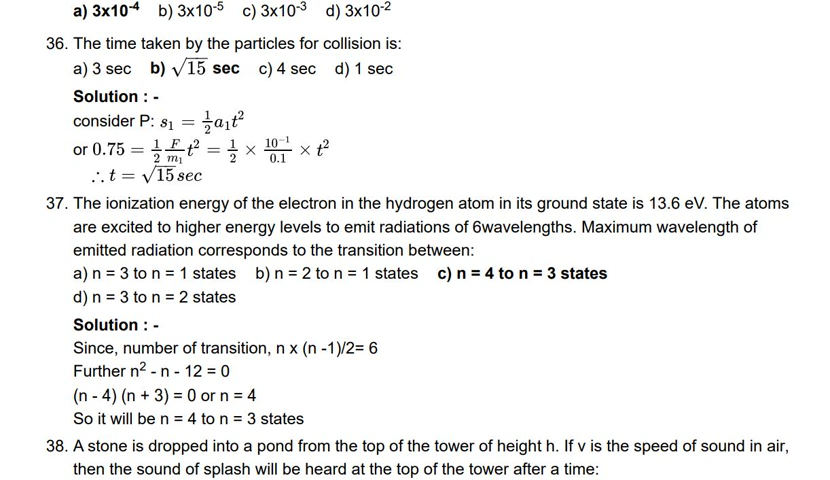 a) 3x10⁻⁴ b) 3x10⁻⁵ c) 3x10⁻³ d) 3x10⁻²
36. The time taken by the particles for collision is:
a) 3 sec b) √15 sec c) 4 sec d) 1 sec
Solution : -
consider P: s₁ = ½a₁t²
or 0.75 = ½ F/m₁ t² = ½ × 10⁻¹/0.1 × t²
∴ t = √15 sec
37. The ionization energy of the electron in the hydrogen atom in its ground state is 13.6 eV. The atoms
are excited to higher energy levels to emit radiations of 6wavelengths. Maximum wavelength of
emitted radiation corresponds to the transition between:
a) n = 3 to n = 1 states b) n = 2 to n = 1 states c) n = 4 to n = 3 states
d) n = 3 to n = 2 states
Solution : -
Since, number of transition, n x (n -1)/2= 6
Further n² - n - 12 = 0
(n - 4) (n + 3) = 0 or n = 4
So it will be n = 4 to n = 3 states
38. A stone is dropped into a pond from the top of the tower of height h. If v is the speed of sound in air,
then the sound of splash will be heard at the top of the tower after a time: